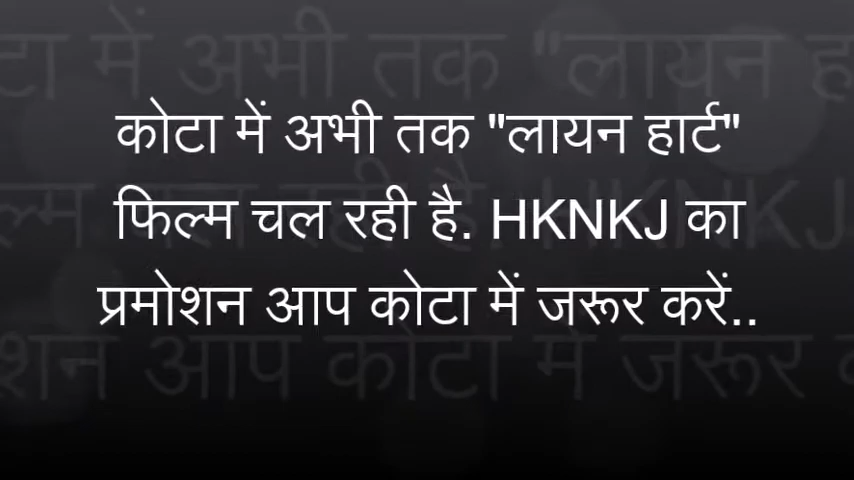 कोटा में अभी तक "लायन हार्ट"
फिल्म चल रही है. HKNKJ का
प्रमोशन आप कोटा में जरूर करें..